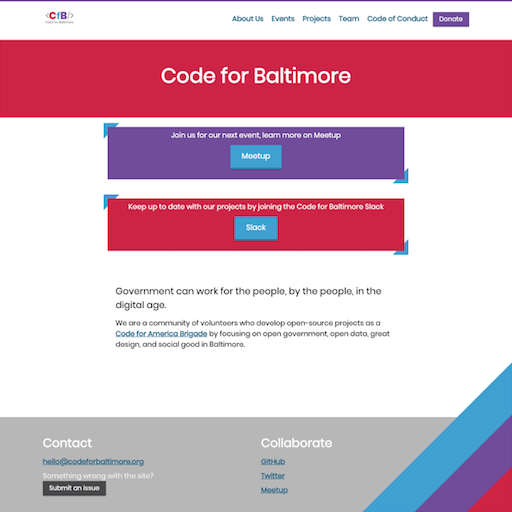 <CfB/>
Code for Baltimore
About Us Events Projects Team Code of Conduct Donate
Code for Baltimore
Join us for our next event, learn more on Meetup
Meetup
Keep up to date with our projects by joining the Code for Baltimore Slack
Slack
Government can work for the people, by the people, in the
digital age.
We are a community of volunteers who develop open-source projects as a
Code for America Brigade by focusing on open government, open data, great
design, and social good in Baltimore.
Contact
hello@codeforbaltimore.org
Something wrong with the site?
Submit an issue
Collaborate
GitHub
Twitter
Meetup